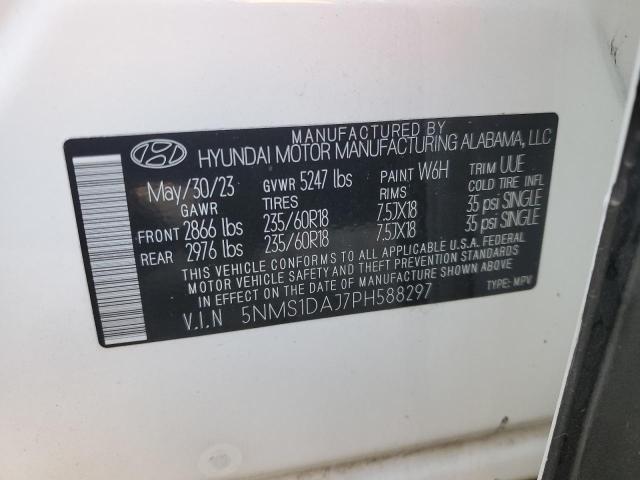 MANUFACTURED BY
HYUNDAI MOTOR MANUFACTURING ALABAMA, LLC
May/30/23 GVWR 5247 lbs PAINT W6H TRIM UUE
GAWR TIRES RIMS COLD TIRE INFL
FRONT 2866 lbs 235/60R18 7.5JX18 35 psi SINGLE
REAR 2976 lbs 235/60R18 7.5JX18 35 psi SINGLE
THIS VEHICLE CONFORMS TO ALL APPLICABLE U.S.A. FEDERAL
MOTOR VEHICLE SAFETY AND THEFT PREVENTION STANDARDS
IN EFFECT ON THE DATE OF MANUFACTURE SHOWN ABOVE.
V.I.N 5NMS1DAJ7PH588297 TYPE: MPV